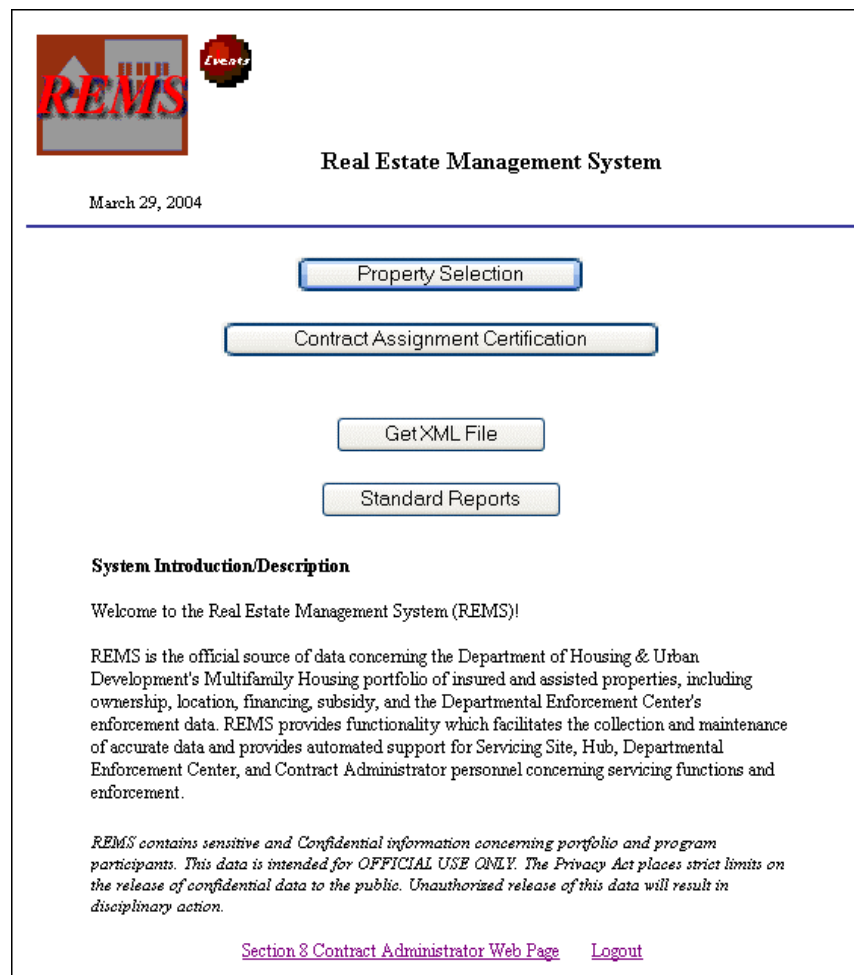 REMS
Events
Real Estate Management System
March 29, 2004
Property Selection
Contract Assignment Certification
Get XML File
Standard Reports
System Introduction/Description
Welcome to the Real Estate Management System (REMS)!
REMS is the official source of data concerning the Department of Housing & Urban
Development's Multifamily Housing portfolio of insured and assisted properties, including
ownership, location, financing, subsidy, and the Departmental Enforcement Center's
enforcement data. REMS provides functionality which facilitates the collection and maintenance
of accurate data and provides automated support for Servicing Site, Hub, Departmental
Enforcement Center, and Contract Administrator personnel concerning servicing functions and
enforcement.
REMS contains sensitive and Confidential information concerning portfolio and program
participants. This data is intended for OFFICIAL USE ONLY. The Privacy Act places strict limits on
the release of confidential data to the public. Unauthorized release of this data will result in
disciplinary action.
Section 8 Contract Administrator Web Page Logout